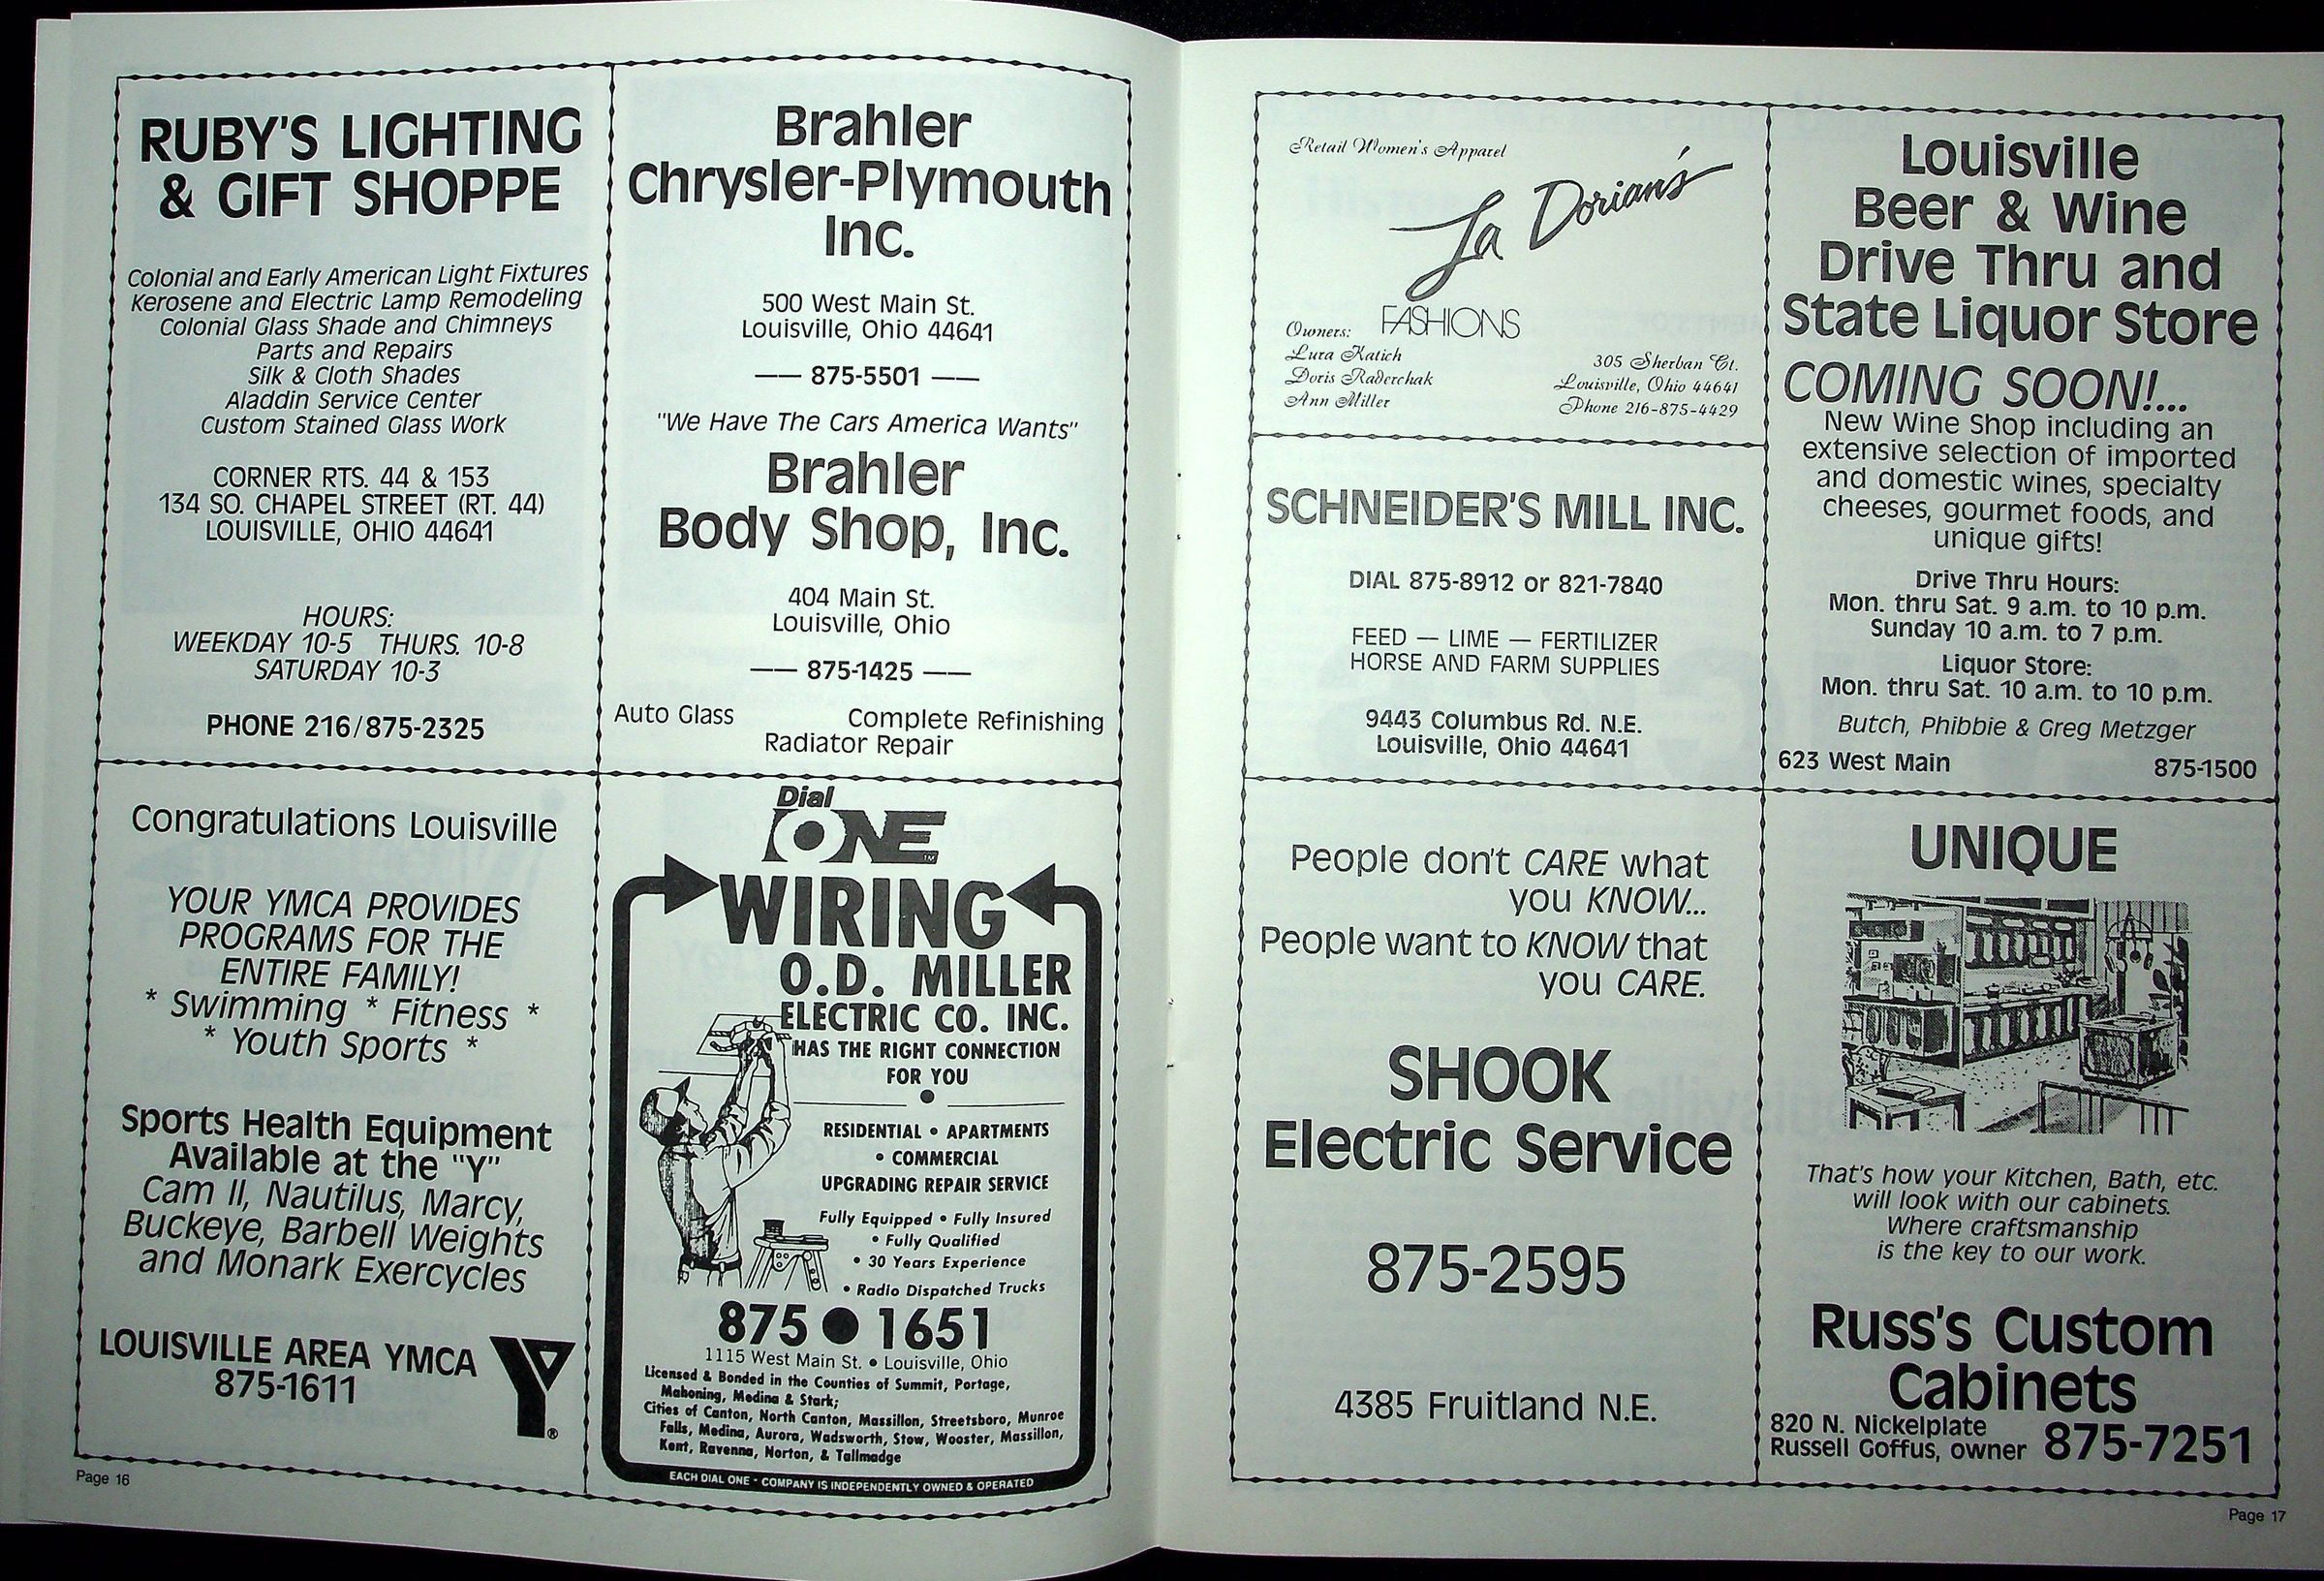 RUBY'S LIGHTING
& GIFT SHOPPE
Colonial and Early American Light Fixtures
Kerosene and Electric Lamp Remodeling
Colonial Glass Shade and Chimneys
Parts and Repairs
Silk & Cloth Shades
Aladdin Service Center
Custom Stained Glass Work
CORNER RTS. 44 & 153
134 SO. CHAPEL STREET (RT. 44)
LOUISVILLE, OHIO 44641
HOURS:
WEEKDAY 10-5 THURS. 10-8
SATURDAY 10-3
PHONE 216/875-2325
Brahler
Chrysler-Plymouth
Inc.
500 West Main St.
Louisville, Ohio 44641
—— 875-5501 ——
"We Have The Cars America Wants"
Brahler
Body Shop, Inc.
404 Main St.
Louisville, Ohio
—— 875-1425 ——
Auto Glass Complete Refinishing
Radiator Repair
Congratulations Louisville
YOUR YMCA PROVIDES
PROGRAMS FOR THE
ENTIRE FAMILY!
* Swimming * Fitness *
* Youth Sports *
Sports Health Equipment
Available at the "Y"
Cam II, Nautilus, Marcy,
Buckeye, Barbell Weights
and Monark Exercycles
LOUISVILLE AREA YMCA
875-1611
Y®
Dial
ONE
TM
WIRING
O.D. MILLER
ELECTRIC CO. INC.
HAS THE RIGHT CONNECTION
FOR YOU
RESIDENTIAL • APARTMENTS
• COMMERCIAL
UPGRADING REPAIR SERVICE
Fully Equipped • Fully Insured
• Fully Qualified
• 30 Years Experience
• Radio Dispatched Trucks
875 ● 1651
1115 West Main St. • Louisville, Ohio
Licensed & Bonded in the Counties of Summit, Portage,
Mahoning, Medina & Stark;
Cities of Canton, North Canton, Massillon, Streetsboro, Munroe
Falls, Medina, Aurora, Wadsworth, Stow, Wooster, Massillon,
Kent, Ravenna, Norton, & Tallmadge
EACH DIAL ONE • COMPANY IS INDEPENDENTLY OWNED & OPERATED
Page 16
Retail Women's Apparel
La Dorian's
FASHIONS
Owners:
Lura Katich
Doris Raderchak
Ann Miller
305 Sherban Ct.
Louisville, Ohio 44641
Phone 216-875-4429
SCHNEIDER'S MILL INC.
DIAL 875-8912 or 821-7840
FEED — LIME — FERTILIZER
HORSE AND FARM SUPPLIES
9443 Columbus Rd. N.E.
Louisville, Ohio 44641
Louisville
Beer & Wine
Drive Thru and
State Liquor Store
COMING SOON!...
New Wine Shop including an
extensive selection of imported
and domestic wines, specialty
cheeses, gourmet foods, and
unique gifts!
Drive Thru Hours:
Mon. thru Sat. 9 a.m. to 10 p.m.
Sunday 10 a.m. to 7 p.m.
Liquor Store:
Mon. thru Sat. 10 a.m. to 10 p.m.
Butch, Phibbie & Greg Metzger
623 West Main 875-1500
People don't CARE what
you KNOW...
People want to KNOW that
you CARE.
SHOOK
Electric Service
875-2595
4385 Fruitland N.E.
UNIQUE
That's how your Kitchen, Bath, etc.
will look with our cabinets.
Where craftsmanship
is the key to our work.
Russ's Custom
Cabinets
820 N. Nickelplate
Russell Goffus, owner 875-7251
Page 17